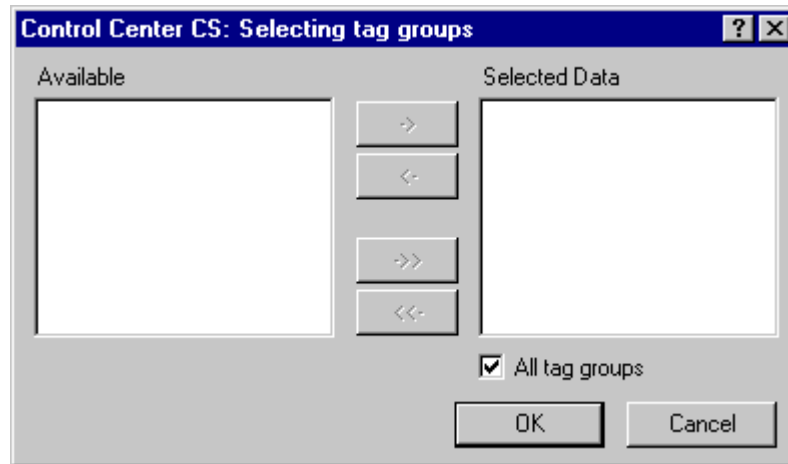 Control Center CS: Selecting tag groups
Available
Selected Data
->
<-
->>
<<-
All tag groups
OK
Cancel